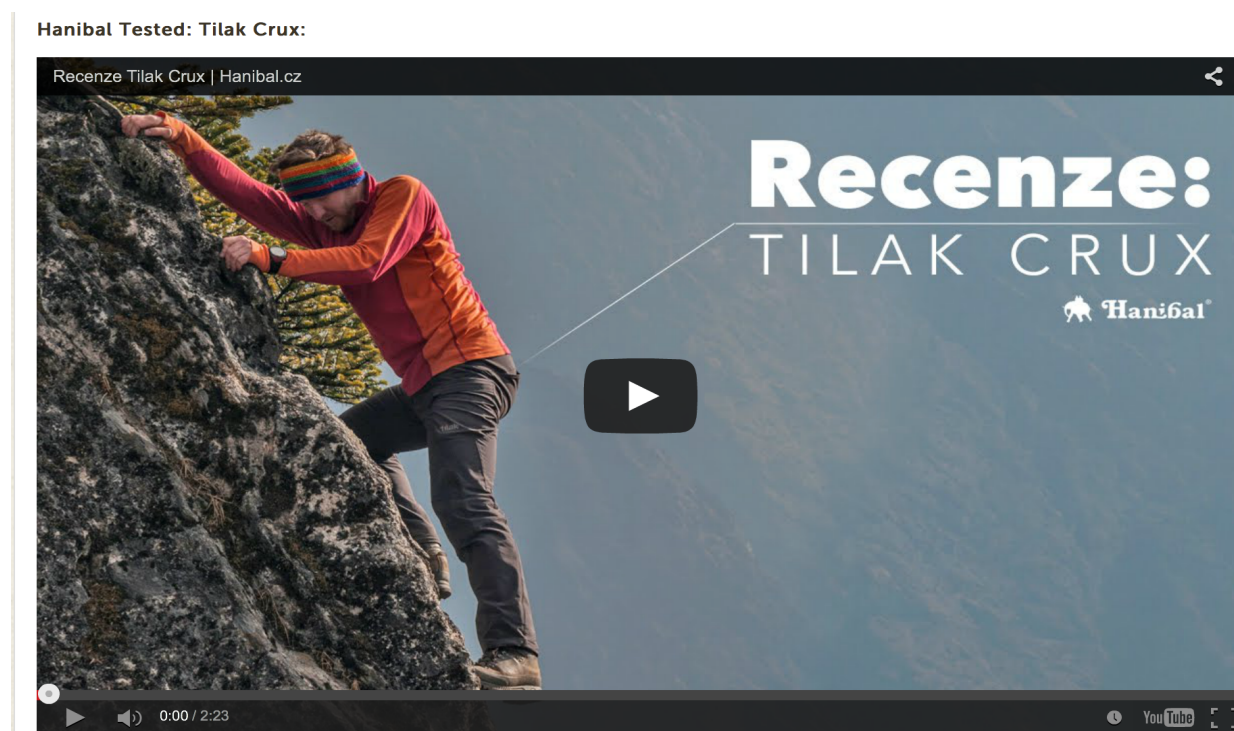 Hanibal Tested: Tilak Crux:
Recenze Tilak Crux | Hanibal.cz
Recenze:
TILAK CRUX
Hanibal®
0:00 / 2:23
YouTube